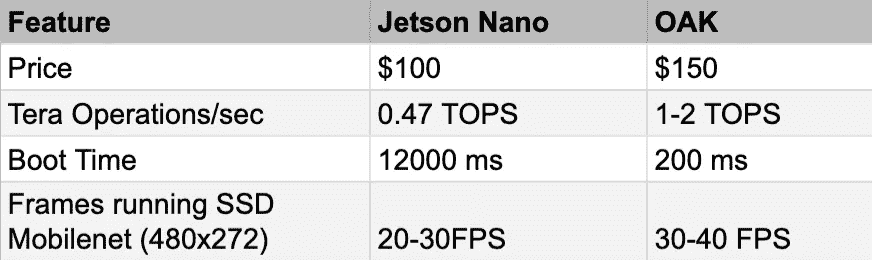 Feature Jetson Nano OAK
Price $100 $150
Tera Operations/sec 0.47 TOPS 1-2 TOPS
Boot Time 12000 ms 200 ms
Frames running SSD
Mobilenet (480x272) 20-30FPS 30-40 FPS